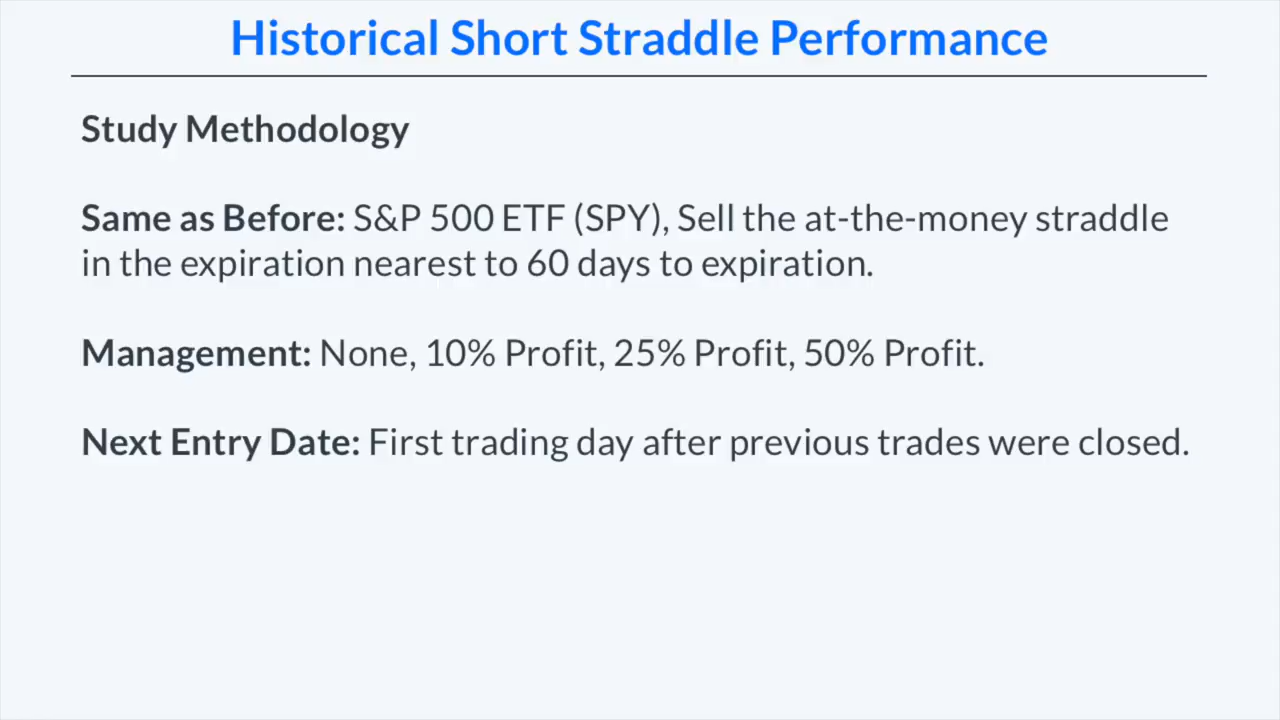 Historical Short Straddle Performance
Study Methodology
Same as Before: S&P 500 ETF (SPY), Sell the at-the-money straddle
in the expiration nearest to 60 days to expiration.
Management: None, 10% Profit, 25% Profit, 50% Profit.
Next Entry Date: First trading day after previous trades were closed.